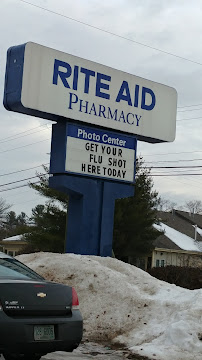 RITE AID
PHARMACY
Photo Center
GET YOUR
FLU SHOT
HERE TODAY